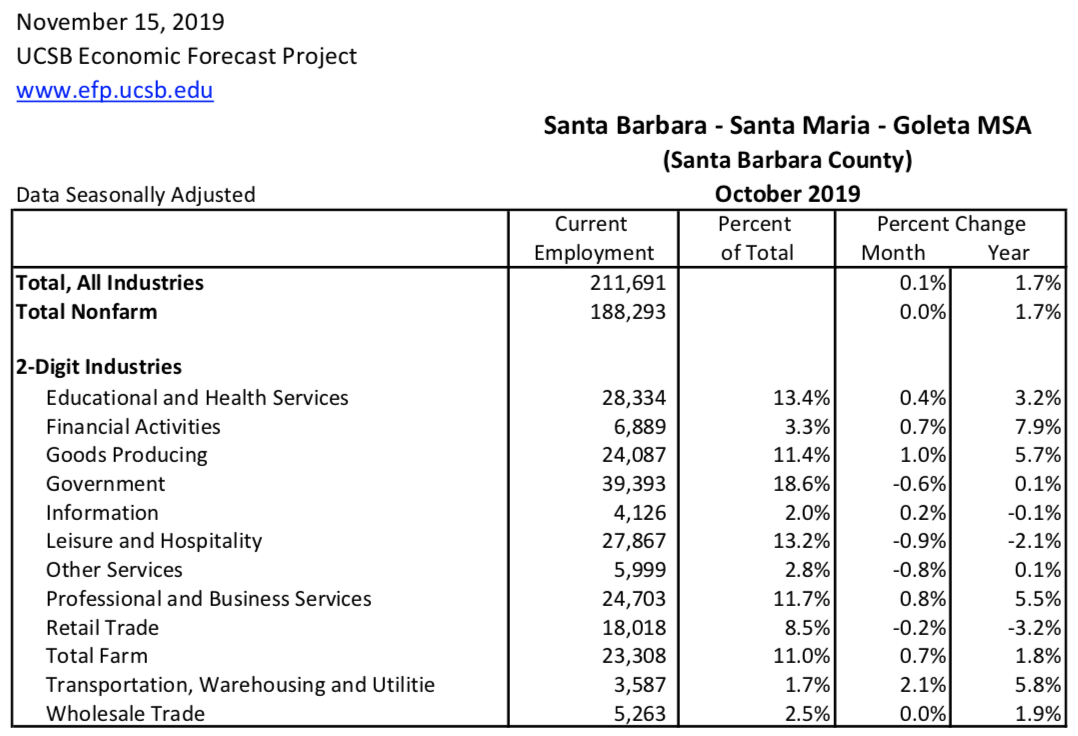 November 15, 2019
UCSB Economic Forecast Project
www.efp.ucsb.edu
Santa Barbara - Santa Maria - Goleta MSA
(Santa Barbara County)
Data Seasonally Adjusted October 2019
Current Percent Percent Change
Employment of Total Month Year
Total, All Industries 211,691 0.1% 1.7%
Total Nonfarm 188,293 0.0% 1.7%
2-Digit Industries
Educational and Health Services 28,334 13.4% 0.4% 3.2%
Financial Activities 6,889 3.3% 0.7% 7.9%
Goods Producing 24,087 11.4% 1.0% 5.7%
Government 39,393 18.6% -0.6% 0.1%
Information 4,126 2.0% 0.2% -0.1%
Leisure and Hospitality 27,867 13.2% -0.9% -2.1%
Other Services 5,999 2.8% -0.8% 0.1%
Professional and Business Services 24,703 11.7% 0.8% 5.5%
Retail Trade 18,018 8.5% -0.2% -3.2%
Total Farm 23,308 11.0% 0.7% 1.8%
Transportation, Warehousing and Utilitie 3,587 1.7% 2.1% 5.8%
Wholesale Trade 5,263 2.5% 0.0% 1.9%